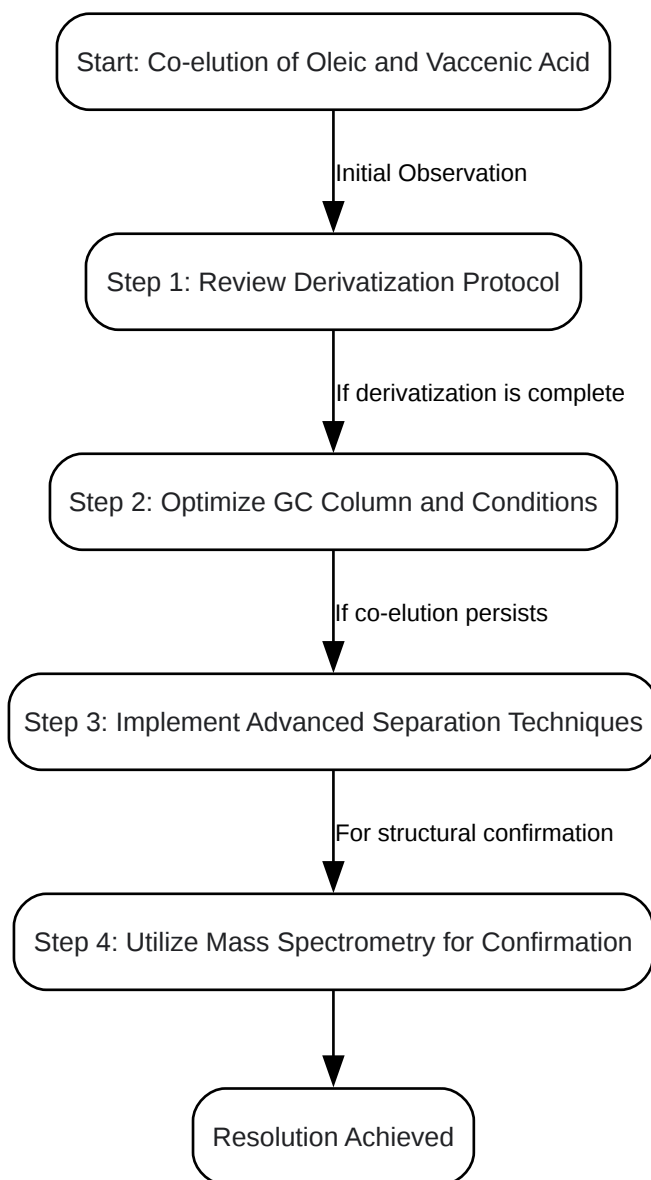 Start: Co-elution of Oleic and Vaccenic Acid
Initial Observation
Step 1: Review Derivatization Protocol
If derivatization is complete
Step 2: Optimize GC Column and Conditions
If co-elution persists
Step 3: Implement Advanced Separation Techniques
For structural confirmation
Step 4: Utilize Mass Spectrometry for Confirmation
Resolution Achieved